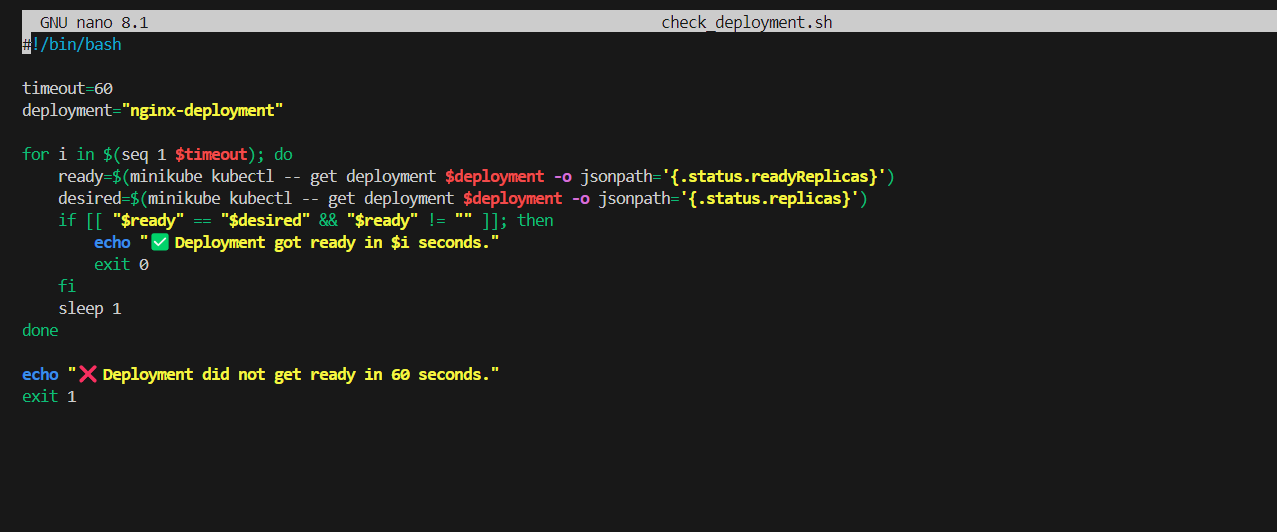 GNU nano 8.1 check_deployment.sh
#!/bin/bash
timeout=60
deployment="nginx-deployment"
for i in $(seq 1 $timeout); do
    ready=$(minikube kubectl -- get deployment $deployment -o jsonpath='{.status.readyReplicas}')
    desired=$(minikube kubectl -- get deployment $deployment -o jsonpath='{.status.replicas}')
    if [[ "$ready" == "$desired" && "$ready" != "" ]]; then
        echo "✅ Deployment got ready in $i seconds."
        exit 0
    fi
    sleep 1
done
echo "❌ Deployment did not get ready in 60 seconds."
exit 1